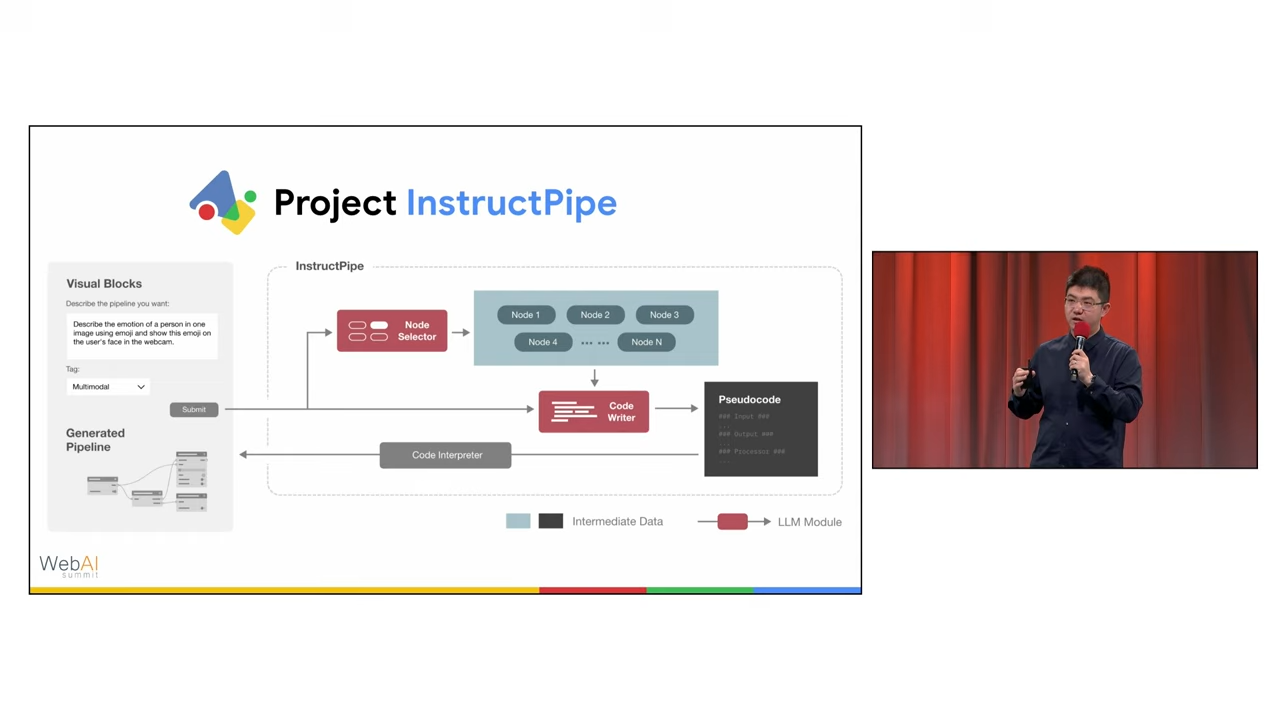 Project InstructPipe
Visual Blocks
Describe the pipeline you want:
Describe the emotion of a person in one
image using emoji and show this emoji on
the user's face in the webcam.
Tag:
Multimodal
Submit
Generated
Pipeline
InstructPipe
Node
Selector
Node 1
Node 2
Node 3
Node 4
... ...
Node N
Code
Writer
Pseudocode
### Input ###
...
### Output ###
...
### Processor ###
...
Code Interpreter
Intermediate Data
LLM Module
WebAI
summit